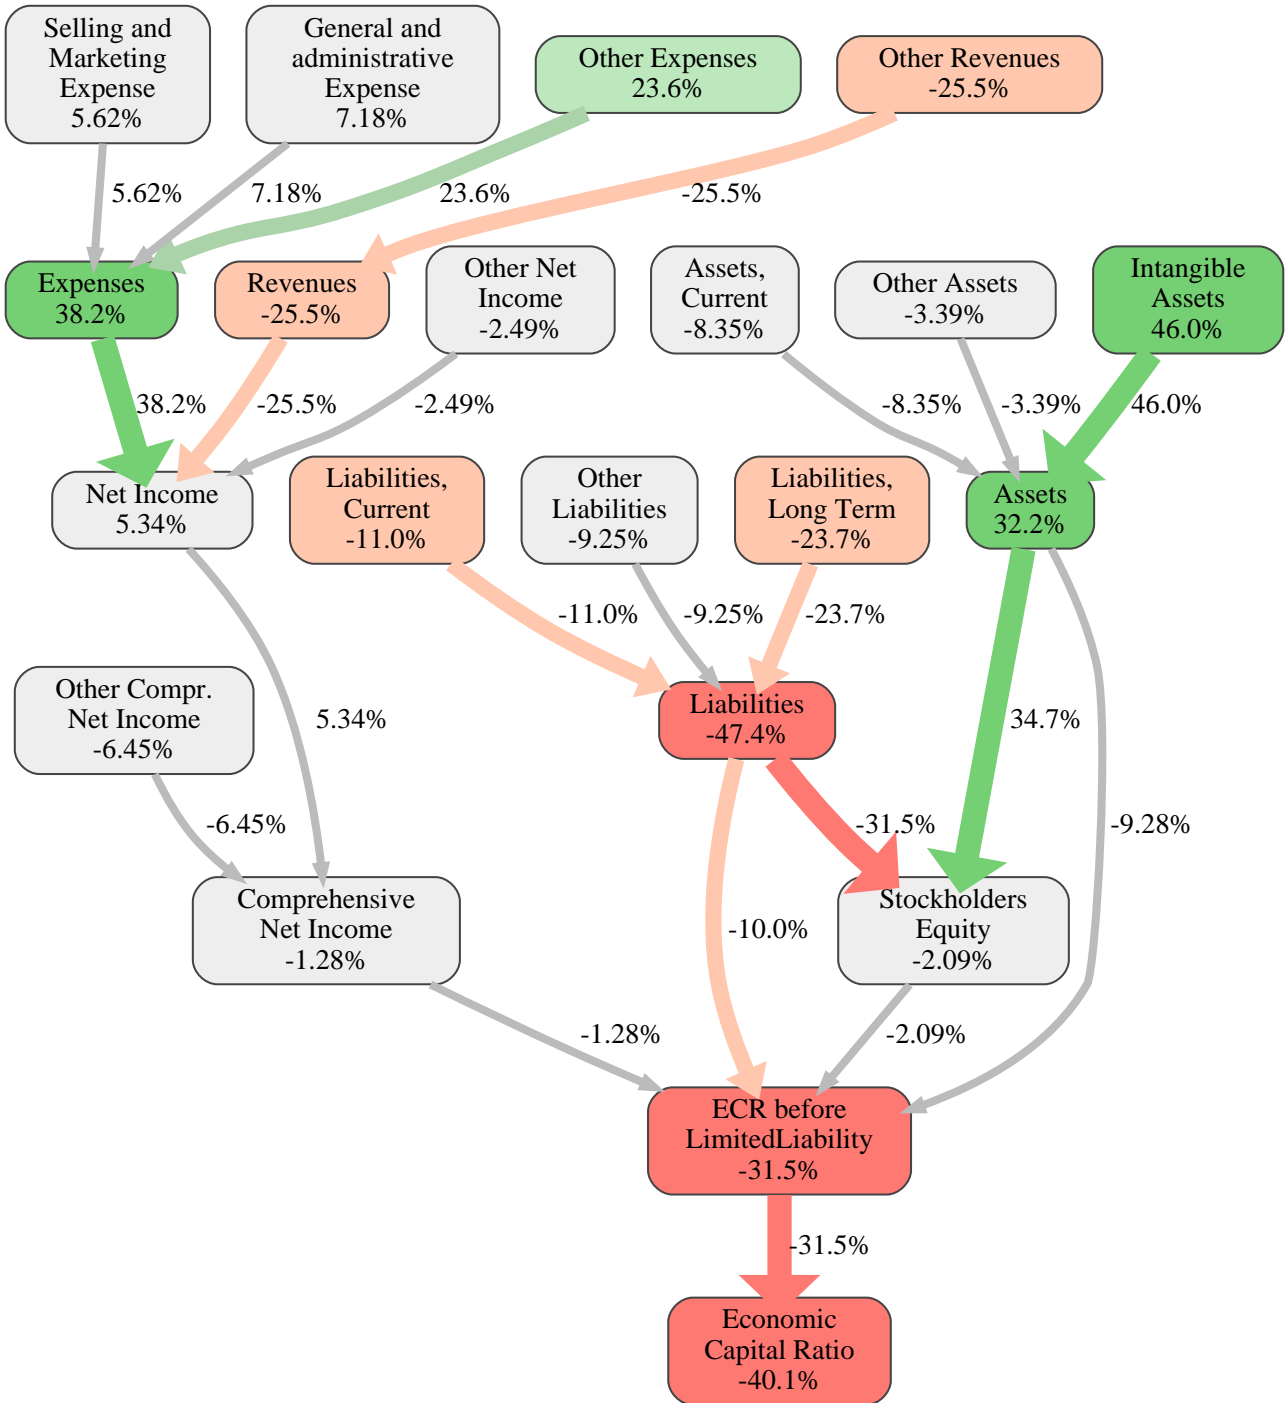 Selling and
Marketing
Expense
5.62%
General and
administrative
Expense
7.18%
Other Expenses
23.6%
Other Revenues
-25.5%
5.62%
7.18%
23.6%
-25.5%
Expenses
38.2%
Revenues
-25.5%
Other Net
Income
-2.49%
Assets,
Current
-8.35%
Other Assets
-3.39%
Intangible
Assets
46.0%
38.2%
-25.5%
-2.49%
-8.35%
-3.39%
46.0%
Net Income
5.34%
Liabilities,
Current
-11.0%
Other
Liabilities
-9.25%
Liabilities,
Long Term
-23.7%
Assets
32.2%
-11.0%
-9.25%
-23.7%
Other Compr.
Net Income
-6.45%
5.34%
Liabilities
-47.4%
34.7%
-6.45%
-31.5%
-9.28%
Comprehensive
Net Income
-1.28%
-10.0%
Stockholders
Equity
-2.09%
-1.28%
-2.09%
ECR before
LimitedLiability
-31.5%
-31.5%
Economic
Capital Ratio
-40.1%